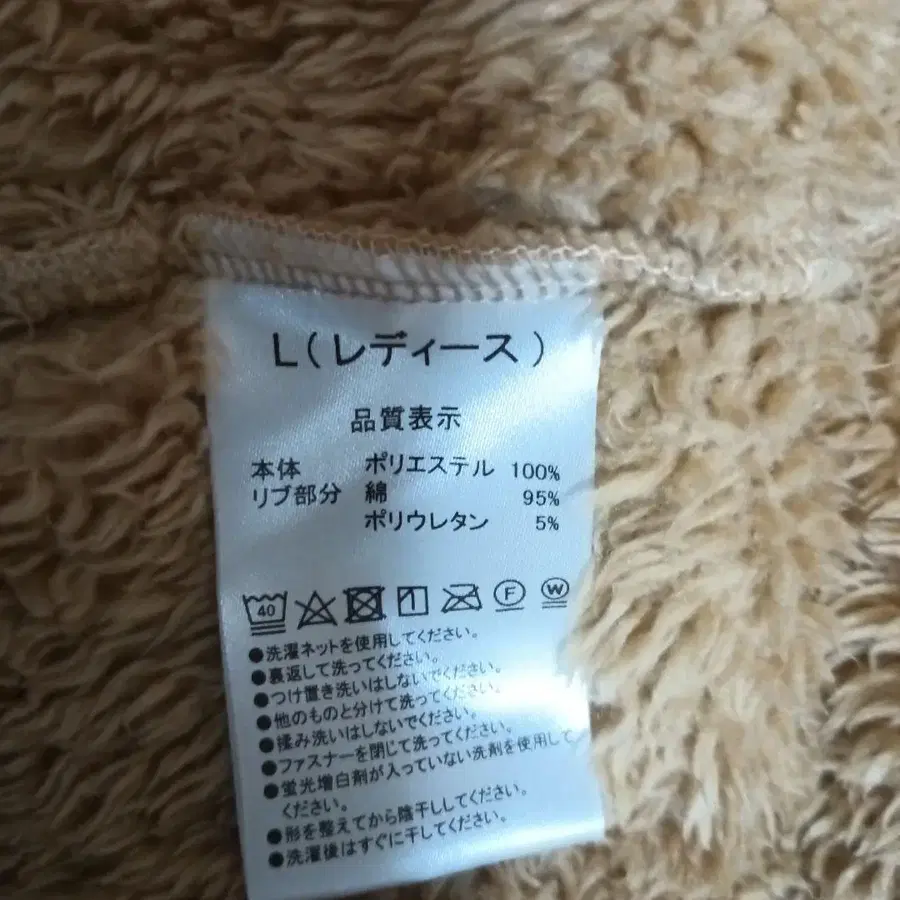 L(レディース)
品質表示
本体 ポリエステル 100%
リブ部分 綿 95%
ポリウレタン 5%
40 F W
●洗濯ネットを使用してください。
●裏返して洗ってください。
●つけ置き洗いはしないでください。
●他のものと分けて洗ってください。
●揉み洗いはしないでください。
●ファスナーを閉じて洗ってください。
●蛍光増白剤が入っていない洗剤を使用して
ください。
●形を整えてから陰干ししてください。
●洗濯後はすぐに干してください。